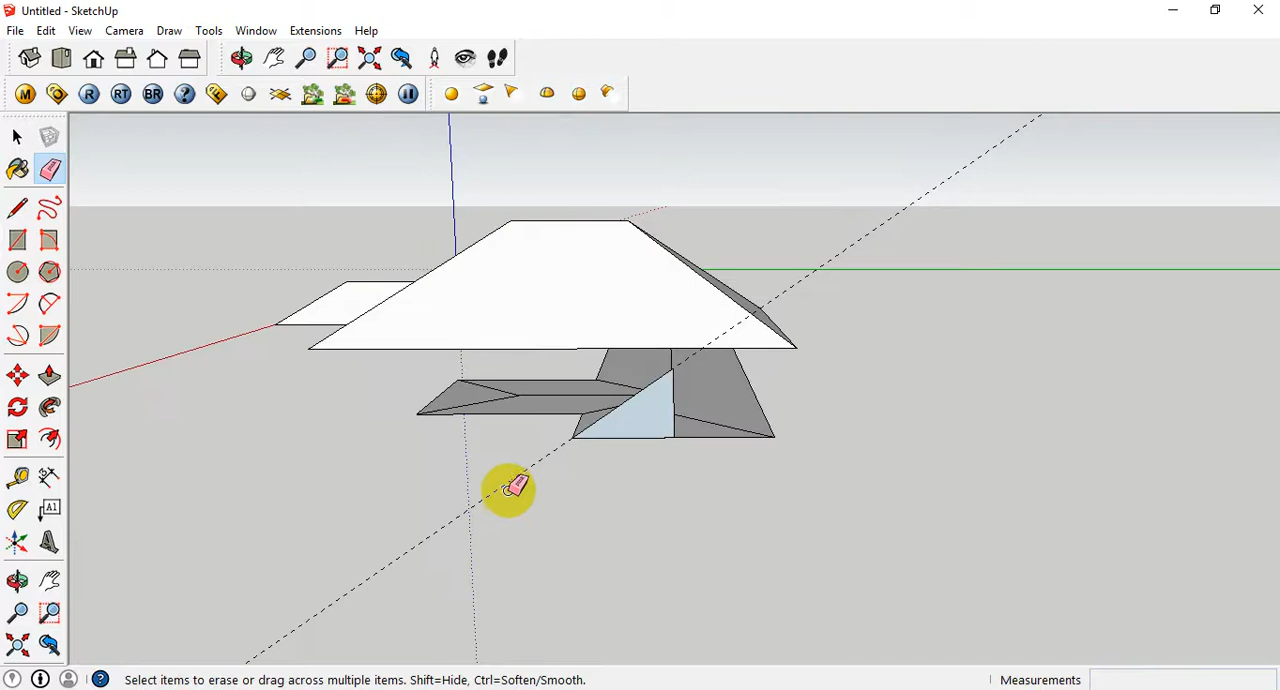 Untitled - SketchUp
File Edit View Camera Draw Tools Window Extensions Help
M R RT BR ?
A1
Select items to erase or drag across multiple items. Shift=Hide, Ctrl=Soften/Smooth. Measurements